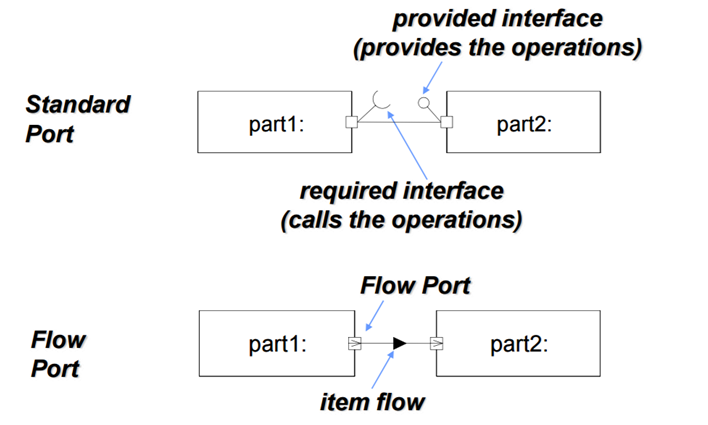 provided interface
(provides the operations)
Standard
Port
part1:
part2:
required interface
(calls the operations)
Flow Port
Flow
Port
part1:
part2:
item flow